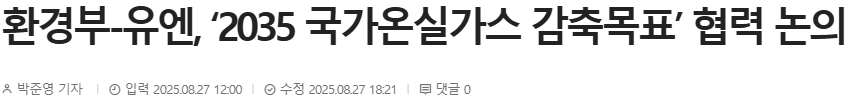 환경부-유엔, ‘2035 국가온실가스 감축목표’ 협력 논의
박준영 기자 | 입력 2025.08.27 12:00 | 수정 2025.08.27 18:21 | 댓글 0